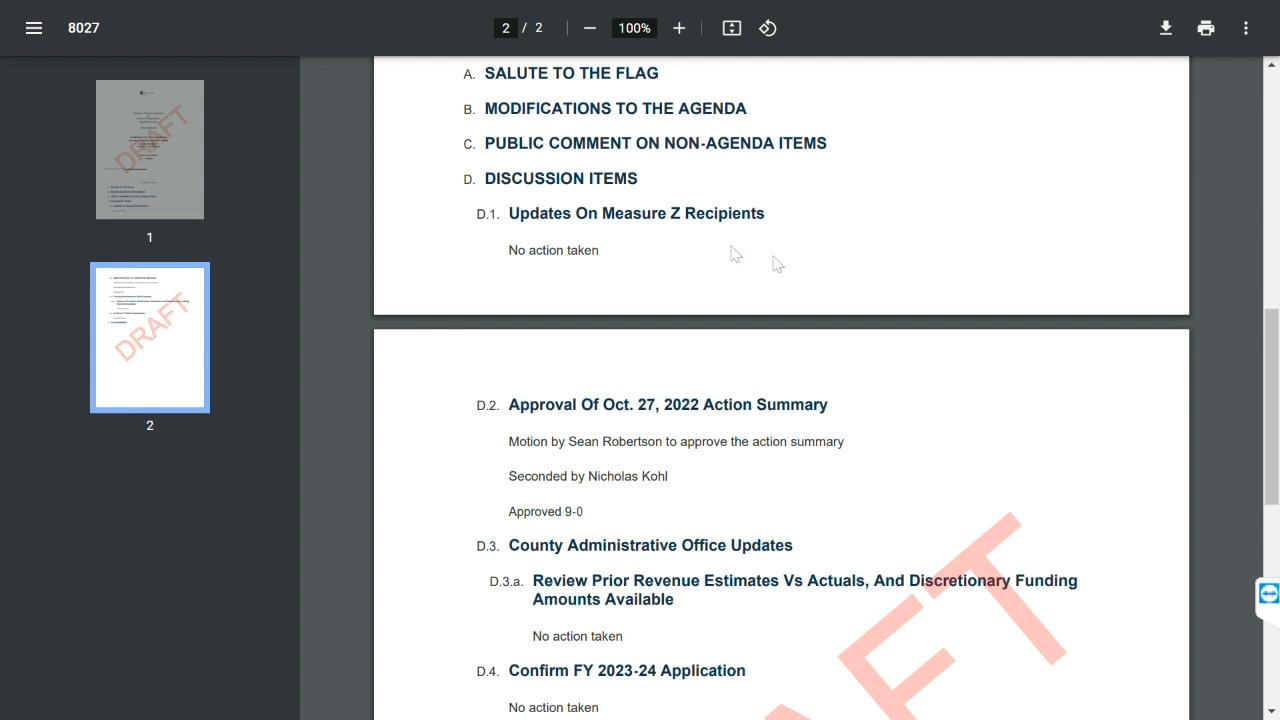 8027
2 / 2
100%
A. SALUTE TO THE FLAG
B. MODIFICATIONS TO THE AGENDA
C. PUBLIC COMMENT ON NON-AGENDA ITEMS
D. DISCUSSION ITEMS
D.1. Updates On Measure Z Recipients
No action taken
D.2. Approval Of Oct. 27, 2022 Action Summary
Motion by Sean Robertson to approve the action summary
Seconded by Nicholas Kohl
Approved 9-0
D.3. County Administrative Office Updates
D.3.a. Review Prior Revenue Estimates Vs Actuals, And Discretionary Funding
Amounts Available
No action taken
D.4. Confirm FY 2023-24 Application
No action taken
FT
DRAFT
1
DRAFT
2